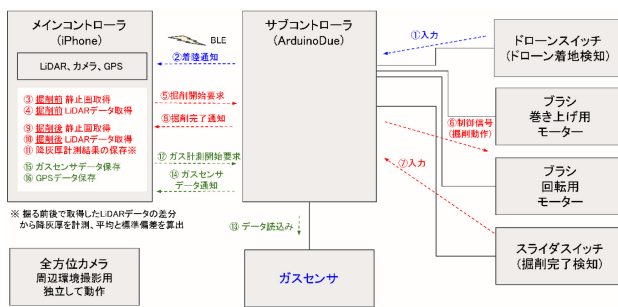 メインコントローラ
(iPhone)
LiDAR、カメラ、GPS
③ 掘削前 静止画取得
④ 掘削前 LiDARデータ取得
⑨ 掘削後 静止画取得
⑩ 掘削後 LiDARデータ取得
⑪ 降灰厚計測結果の保存※
⑮ ガスセンサデータ保存
⑯ GPSデータ保存
※ 掘る前後で取得したLiDARデータの差分
から降灰厚を計測、平均と標準偏差を算出
全方位カメラ
周辺環境撮影用
独立して動作
BLE
②着陸通知
⑤掘削開始要求
⑧掘削完了通知
⑫ ガス計測開始要求
⑭ ガスセンサ
データ通知
サブコントローラ
(ArduinoDue)
⑬ データ読込み
ガスセンサ
①入力
⑥制御信号
(掘削動作)
⑦入力
ドローンスイッチ
(ドローン着地検知)
ブラシ
巻き上げ用
モーター
ブラシ
回転用
モーター
スライダスイッチ
(掘削完了検知)